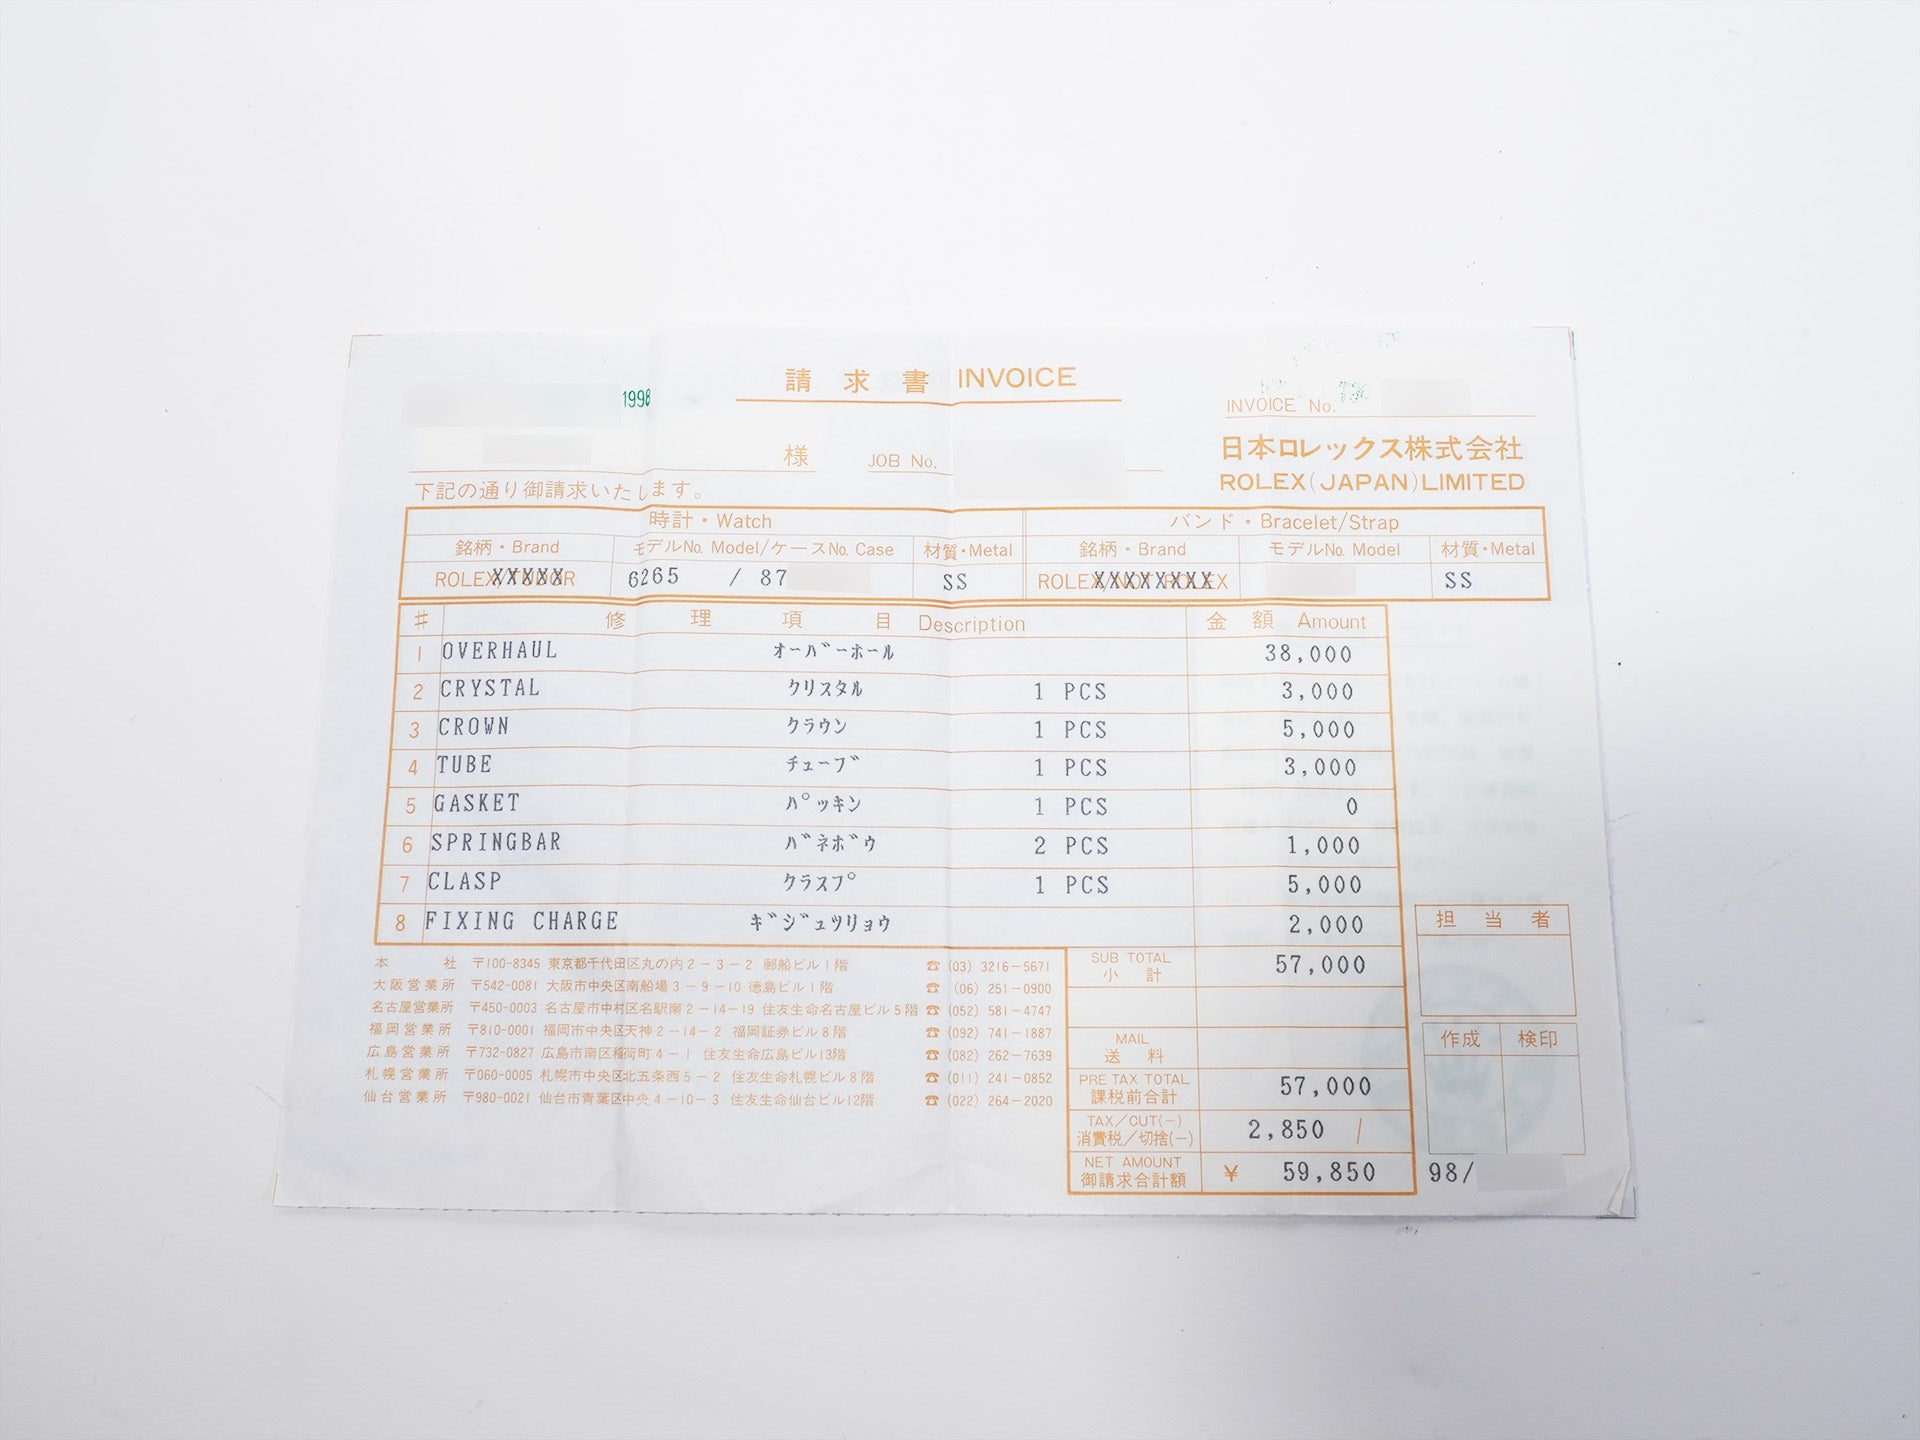 請求書 INVOICE
1998
INVOICE No.
様 JOB No.
日本ロレックス株式会社
ROLEX(JAPAN)LIMITED
下記の通り御請求いたします。
時計・Watch バンド・Bracelet/Strap
銘柄・Brand モデルNo. Model/ケースNo. Case 材質・Metal 銘柄・Brand モデルNo. Model 材質・Metal
ROLEX/TUDOR 6265 / 87 SS ROLEX/NOT ROLEX SS
# 修理項目 Description 金額 Amount
1 OVERHAUL オーバーホール 38,000
2 CRYSTAL クリスタル 1 PCS 3,000
3 CROWN クラウン 1 PCS 5,000
4 TUBE チューブ 1 PCS 3,000
5 GASKET パッキン 1 PCS 0
6 SPRINGBAR バネボウ 2 PCS 1,000
7 CLASP クラスプ 1 PCS 5,000
8 FIXING CHARGE ギジュツリョウ 2,000
本社 〒100-8345 東京都千代田区丸の内2-3-2 郵船ビル1階 ☎ (03) 3216-5671
大阪営業所 〒542-0081 大阪市中央区南船場3-9-10 徳島ビル1階 ☎ (06) 251-0900
名古屋営業所 〒450-0003 名古屋市中村区名駅南2-14-19 住友生命名古屋ビル5階 ☎ (052) 581-4747
福岡営業所 〒810-0001 福岡市中央区天神2-14-2 福岡証券ビル8階 ☎ (092) 741-1887
広島営業所 〒732-0827 広島市南区稲荷町4-1 住友生命広島ビル13階 ☎ (082) 262-7639
札幌営業所 〒060-0005 札幌市中央区北五条西5-2 住友生命札幌ビル8階 ☎ (011) 241-0852
仙台営業所 〒980-0021 仙台市青葉区中央4-10-3 住友生命仙台ビル12階 ☎ (022) 264-2020
SUB TOTAL
小計 57,000
MAIL
送料
PRE TAX TOTAL
課税前合計 57,000
TAX/CUT(-)
消費税/切捨(-) 2,850 /
NET AMOUNT
御請求合計額 ¥ 59,850
担当者
作成 検印
98/